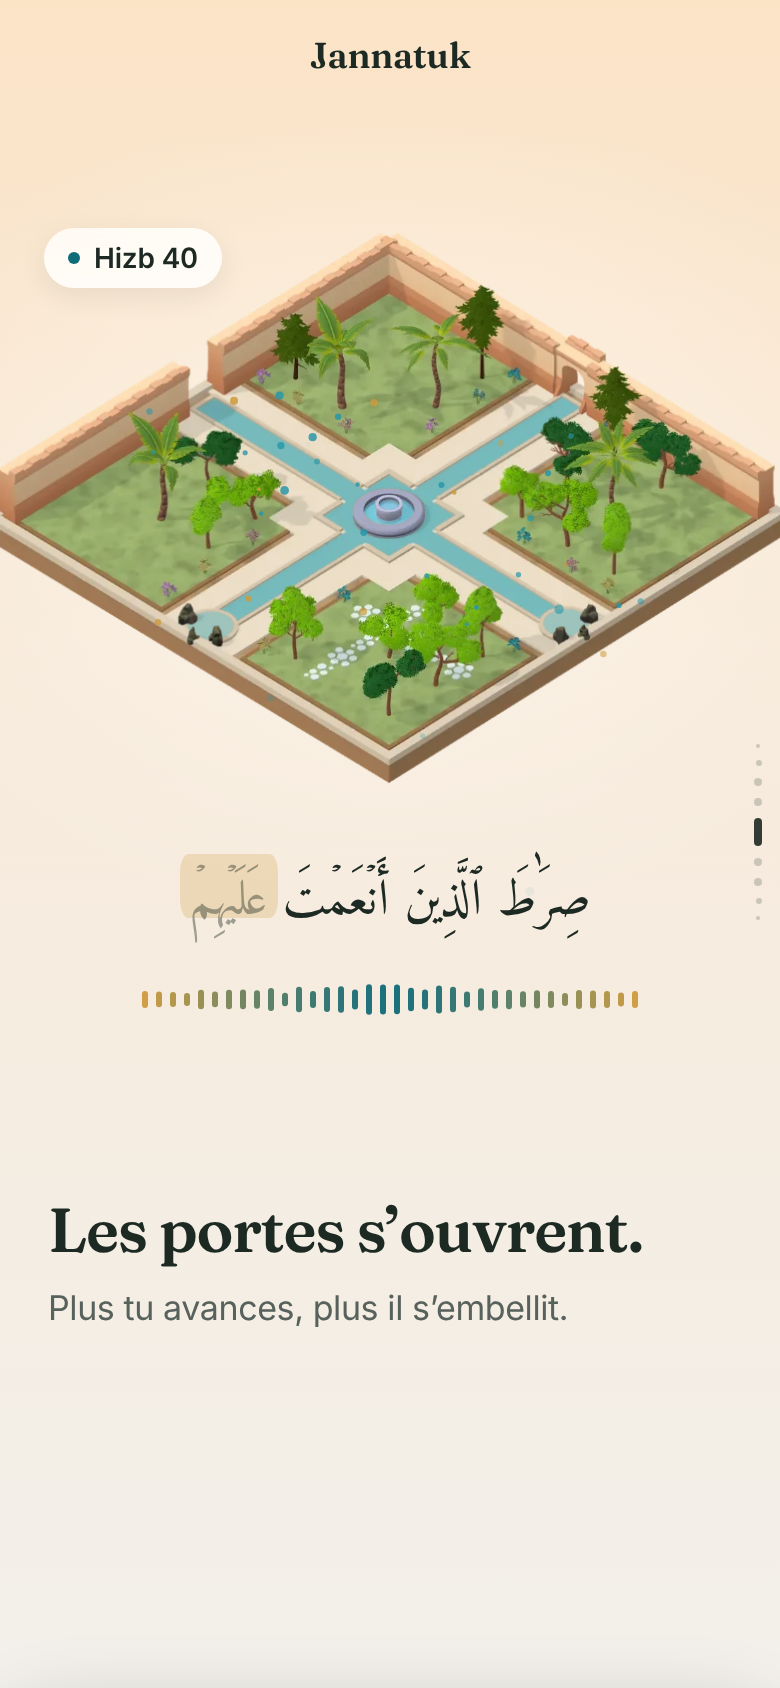 Jannatuk
Hizb 40
صِرَٰطَ ٱلَّذِينَ أَنۡعَمۡتَ عَلَيۡهِمۡ
Les portes s’ouvrent.
Plus tu avances, plus il s’embellit.